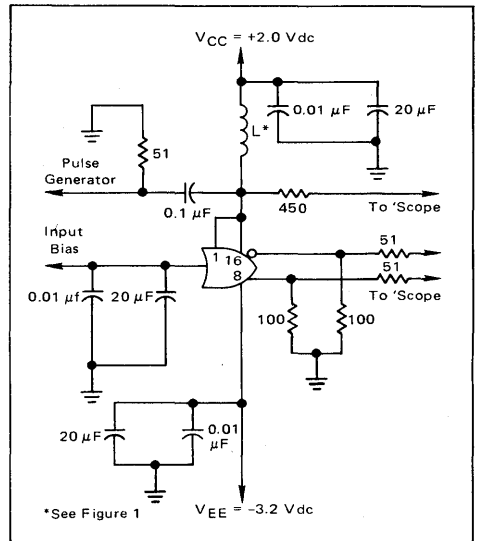 VCC = +2.0 Vdc
0.01 µF
20 µF
L*
51
Pulse
Generator
0.1 µF
450
To 'Scope
Input
Bias
1 16
8
51
51
To 'Scope
0.01 µf
20 µF
100
100
20 µF
0.01
µF
*See Figure 1
VEE = –3.2 Vdc